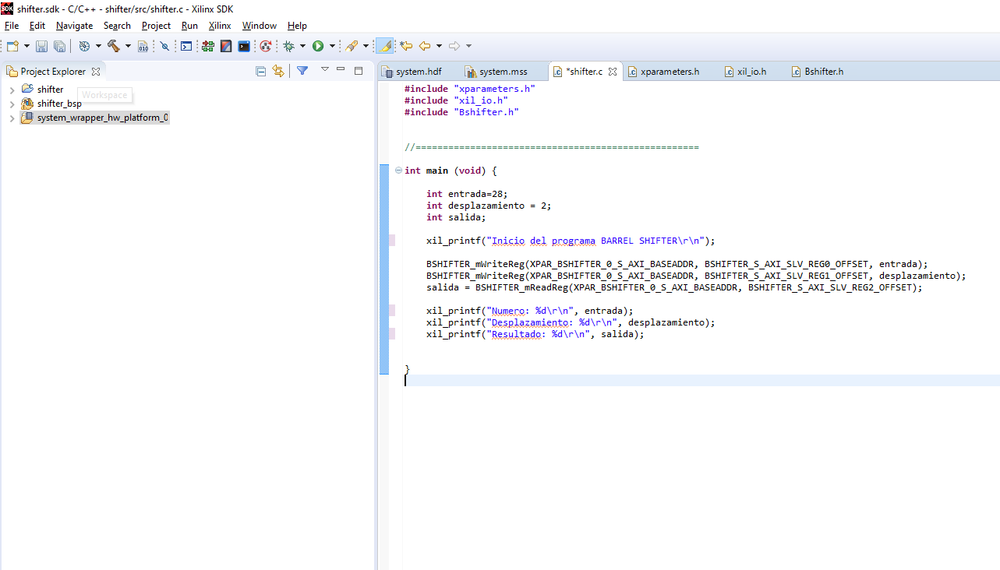 shifter.sdk - C/C++ - shifter/src/shifter.c - Xilinx SDK
File Edit Navigate Search Project Run Xilinx Window Help
Project Explorer
shifter
Workspace
shifter_bsp
system_wrapper_hw_platform_0
system.hdf system.mss *shifter.c xparameters.h xil_io.h Bshifter.h
#include "xparameters.h"
#include "xil_io.h"
#include "Bshifter.h"
//====================================================
int main (void) {
int entrada=28;
int desplazamiento = 2;
int salida;
xil_printf("Inicio del programa BARREL SHIFTER\r\n");
BSHIFTER_mWriteReg(XPAR_BSHIFTER_0_S_AXI_BASEADDR, BSHIFTER_S_AXI_SLV_REG0_OFFSET, entrada);
BSHIFTER_mWriteReg(XPAR_BSHIFTER_0_S_AXI_BASEADDR, BSHIFTER_S_AXI_SLV_REG1_OFFSET, desplazamiento);
salida = BSHIFTER_mReadReg(XPAR_BSHIFTER_0_S_AXI_BASEADDR, BSHIFTER_S_AXI_SLV_REG2_OFFSET);
xil_printf("Numero: %d\r\n", entrada);
xil_printf("Desplazamiento: %d\r\n", desplazamiento);
xil_printf("Resultado: %d\r\n", salida);
}